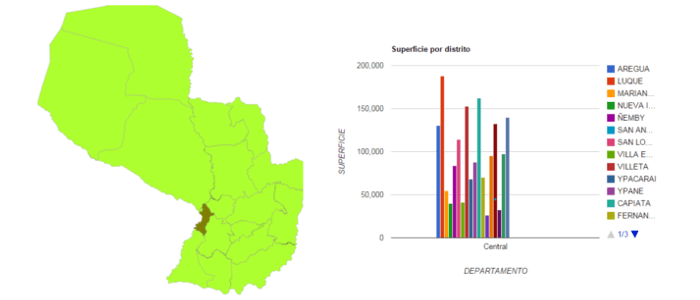 Superficie por distrito
200,000
150,000
100,000
50,000
0
SUPERFICIE
Central
DEPARTAMENTO
AREGUA
LUQUE
MARIAN...
NUEVA I...
ÑEMBY
SAN AN...
SAN LO...
VILLA E...
VILLETA
YPACARAI
YPANE
CAPIATA
FERNAN...
1/3